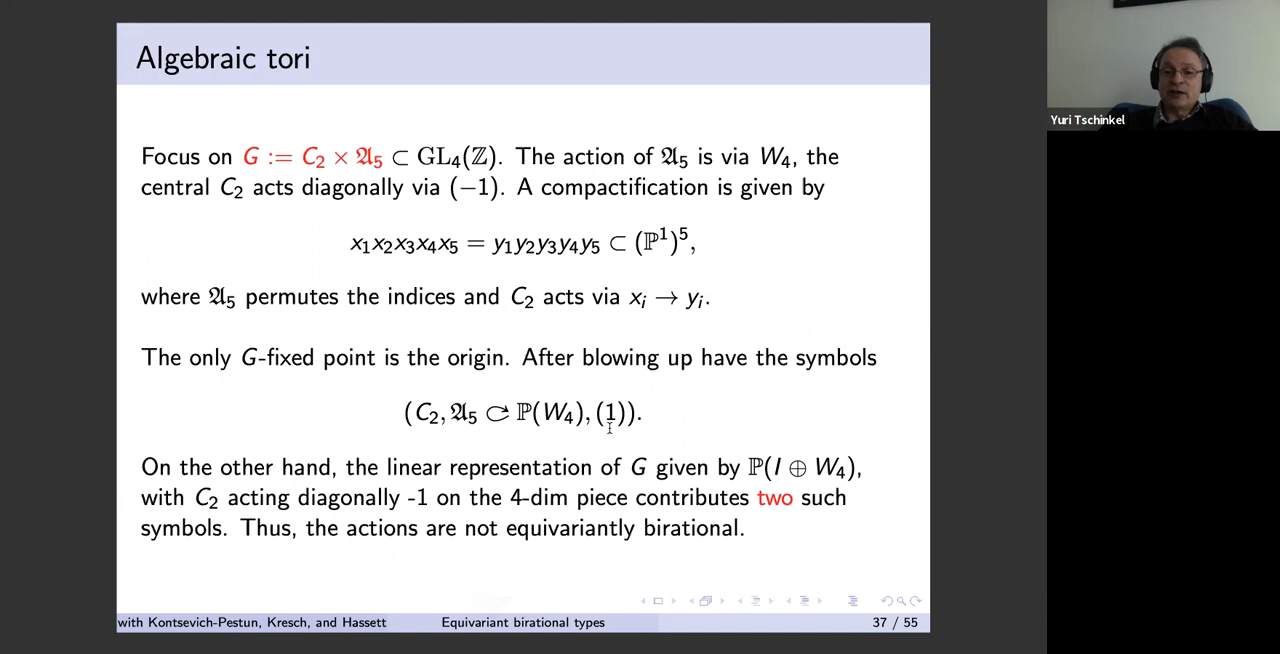 Algebraic tori
Focus on G := C₂ × 𝔄₅ ⊂ GL₄(ℤ). The action of 𝔄₅ is via W₄, the
central C₂ acts diagonally via (−1). A compactification is given by
x₁x₂x₃x₄x₅ = y₁y₂y₃y₄y₅ ⊂ (ℙ¹)⁵,
where 𝔄₅ permutes the indices and C₂ acts via xᵢ → yᵢ.
The only G-fixed point is the origin. After blowing up have the symbols
(C₂, 𝔄₅ ⟳ ℙ(W₄), (1)).
On the other hand, the linear representation of G given by ℙ(I ⊕ W₄),
with C₂ acting diagonally -1 on the 4-dim piece contributes two such
symbols. Thus, the actions are not equivariantly birational.
with Kontsevich-Pestun, Kresch, and Hassett
Equivariant birational types
37 / 55
Yuri Tschinkel